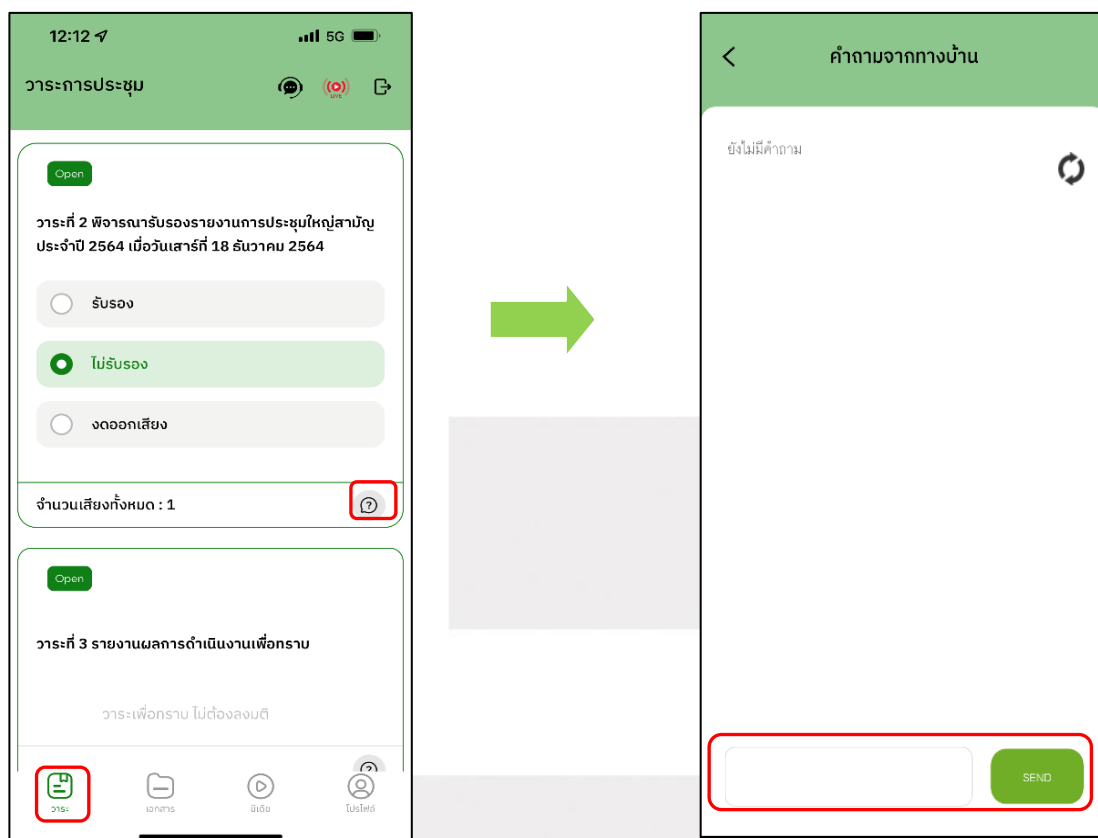 12:12
5G
วาระการประชุม
LIVE
Open
วาระที่ 2 พิจารณารับรองรายงานการประชุมใหญ่สามัญ
ประจำปี 2564 เมื่อวันเสาร์ที่ 18 ธันวาคม 2564
รับรอง
ไม่รับรอง
งดออกเสียง
จำนวนเสียงทั้งหมด : 1
Open
วาระที่ 3 รายงานผลการดำเนินงานเพื่อทราบ
วาระเพื่อทราบ ไม่ต้องลงมติ
วาระ
เอกสาร
มีเดีย
โปรไฟล์
คำถามจากทางบ้าน
ยังไม่มีคำถาม
SEND